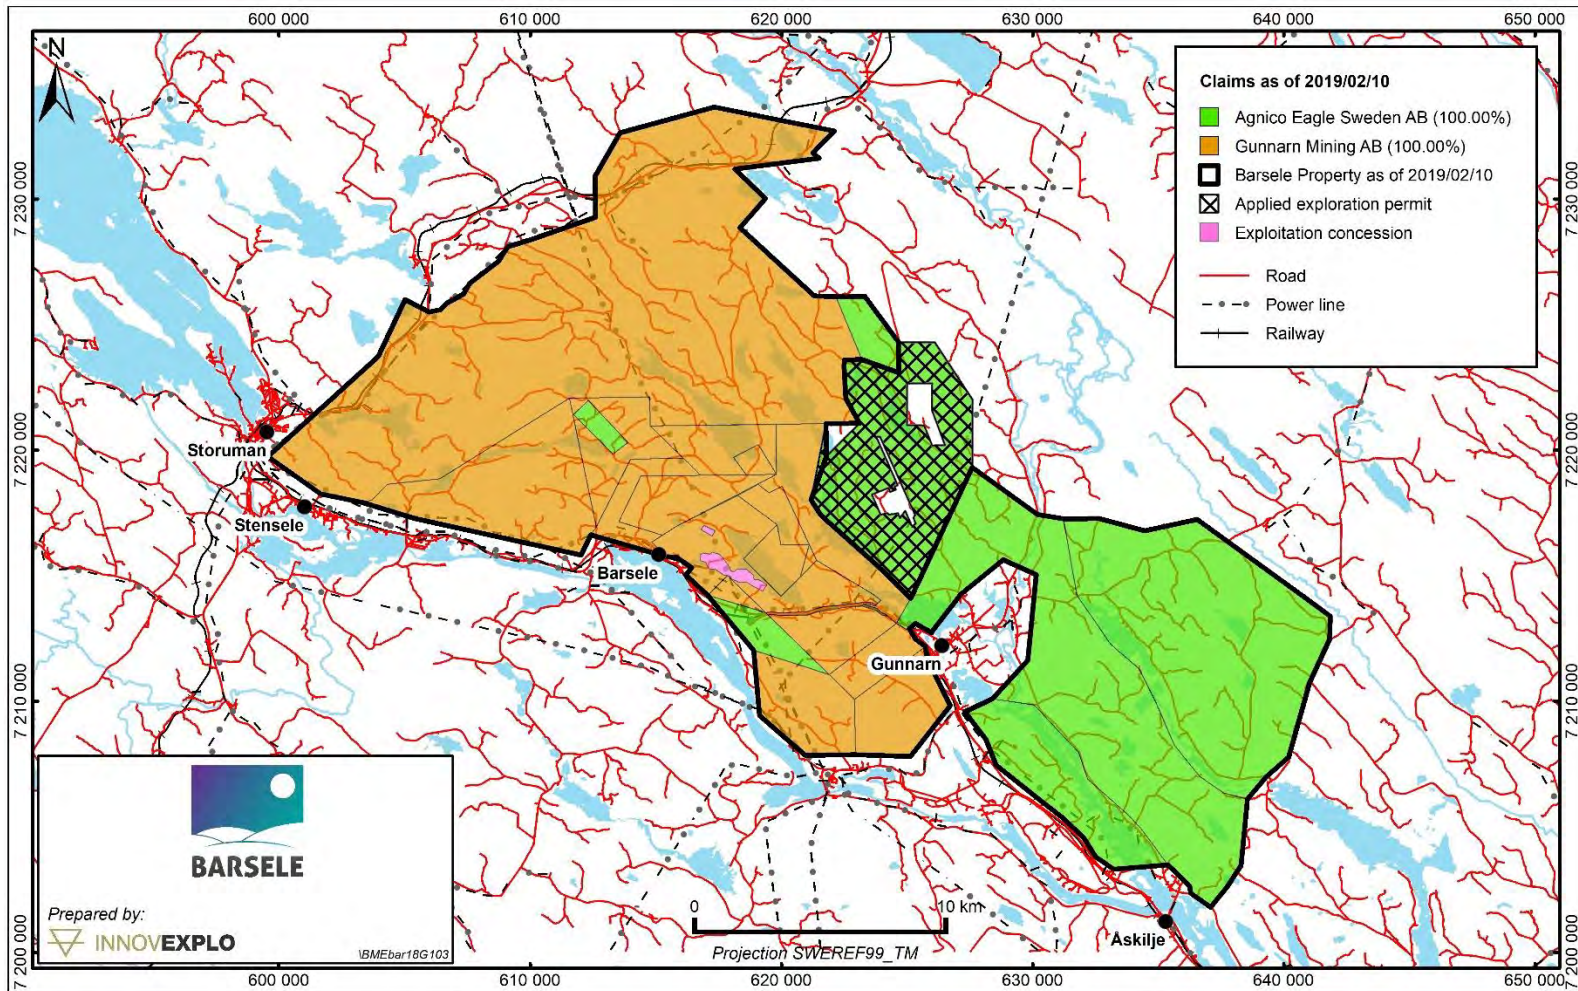 600 000
610 000
620 000
630 000
640 000
650 000
N
7 230 000
7 230 000
7 220 000
7 220 000
7 210 000
7 210 000
7 200 000
7 200 000
Claims as of 2019/02/10
Agnico Eagle Sweden AB (100.00%)
Gunnarn Mining AB (100.00%)
Barsele Property as of 2019/02/10
Applied exploration permit
Exploitation concession
Road
Power line
Railway
Storuman
Stensele
Barsele
Gunnarn
Åskilje
BARSELE
Prepared by:
INNOVEXPLO
\BMEbar18G103
0
10 km
Projection SWEREF99_TM
600 000
610 000
620 000
630 000
640 000
650 000